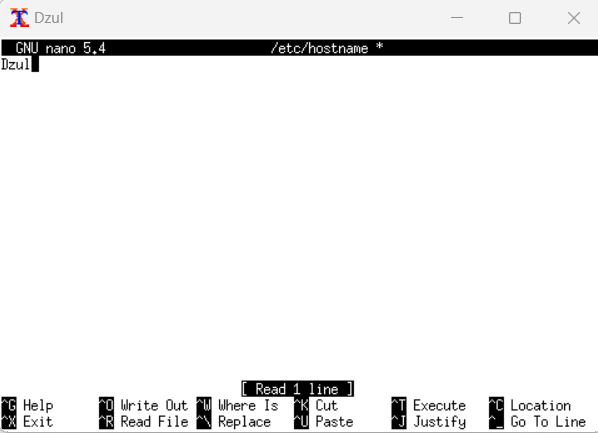 Dzul
GNU nano 5.4 /etc/hostname *
Dzul
[ Read 1 line ]
^G Help ^O Write Out ^W Where Is ^K Cut ^T Execute ^C Location
^X Exit ^R Read File ^\ Replace ^U Paste ^J Justify ^_ Go To Line